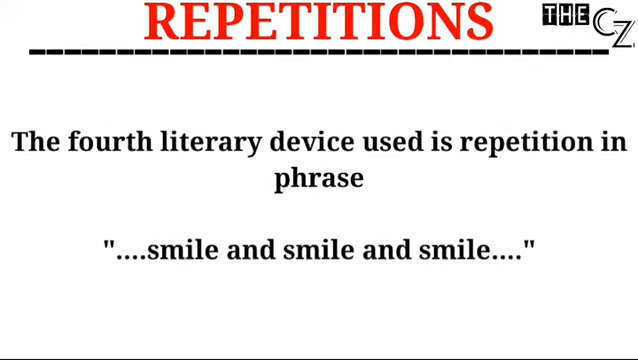 REPETITIONS
THE
CZ
The fourth literary device used is repetition in
phrase
"....smile and smile and smile...."